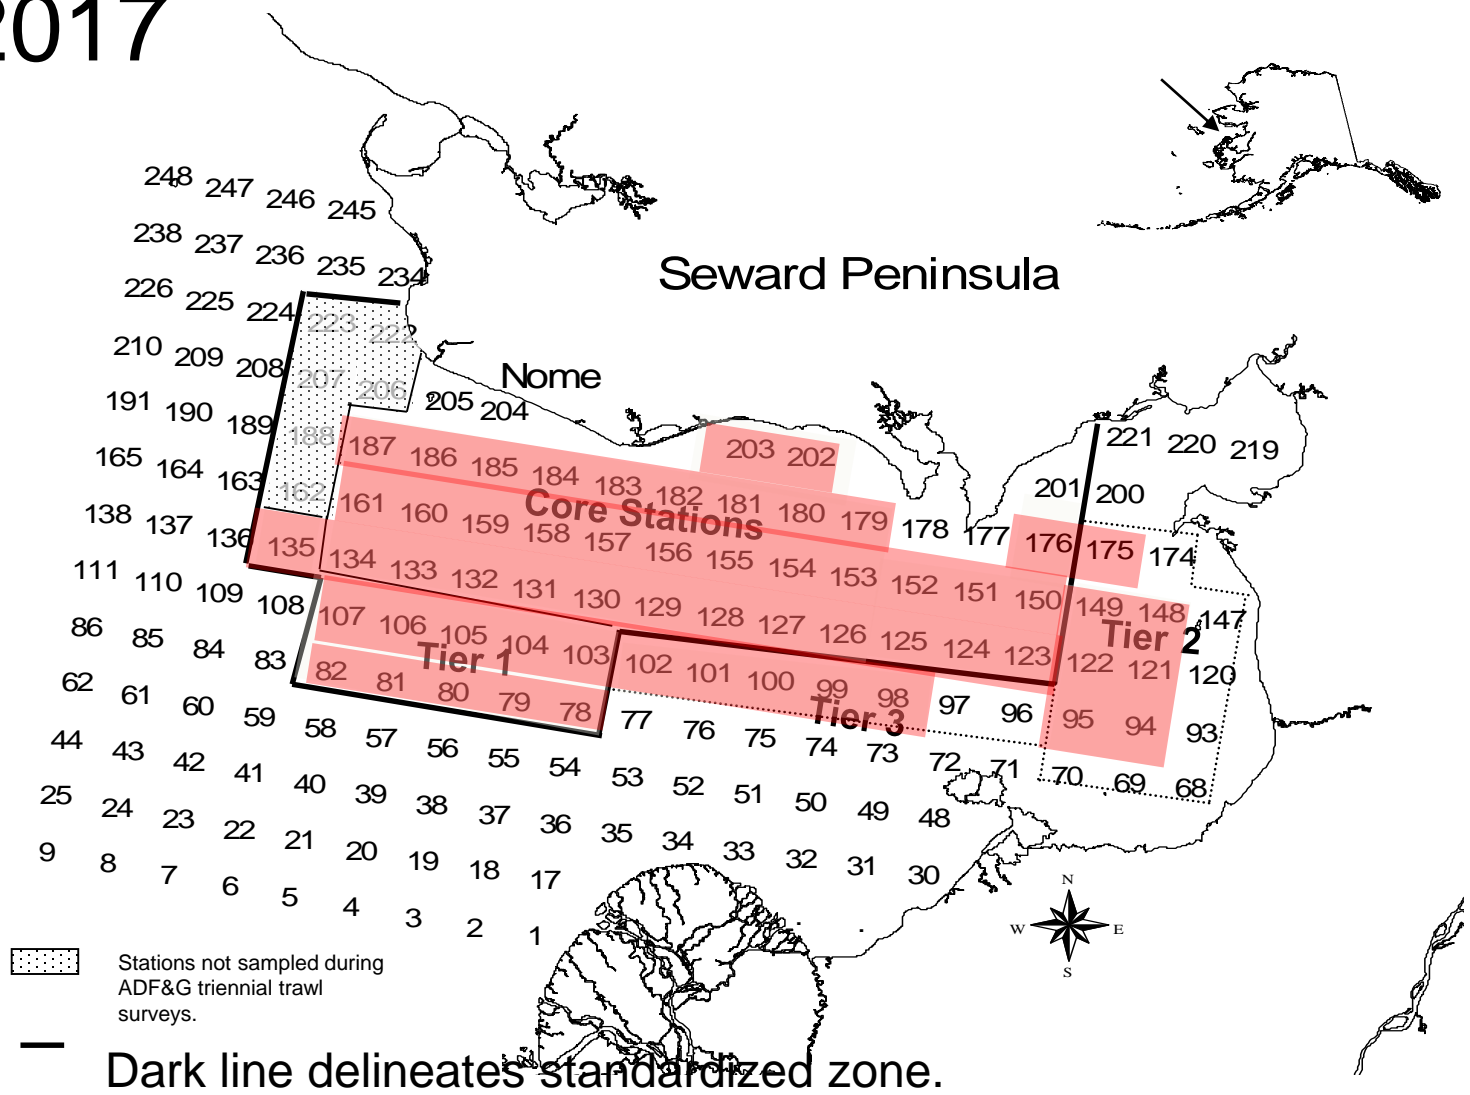 2017
248 247 246 245
238 237 236 235 234
Seward Peninsula
226 225 224 223 222
210 209 208 207 206
Nome
191 190 189 188 205 204
221 220 219
165 164 163 162 187 186 185 184 183 182 181 180 179 178 177 203 202 201 200
Core Stations
138 137 136 135 161 160 159 158 157 156 155 154 153 152 151 150 176 175 174
111 110 109 108 134 133 132 131 130 129 128 127 126 125 124 123 149 148 147
Tier 2
86 85 84 83 107 106 105 104 103 102 101 100 99 98 97 96 122 121 120
Tier 1
Tier 3
62 61 60 59 58 57 56 55 54 82 81 80 79 78 77 76 75 74 73 72 71 95 94 93
70 69 68
44 43 42 41 40 39 38 37 36 53 52 51 50 49 48
25 24 23 22 21 20 19 18 17 35 34 33 32 31 30
9 8 7 6 5 4 3 2 1
N
W E
S
Stations not sampled during
ADF&G triennial trawl
surveys.
Dark line delineates standardized zone.